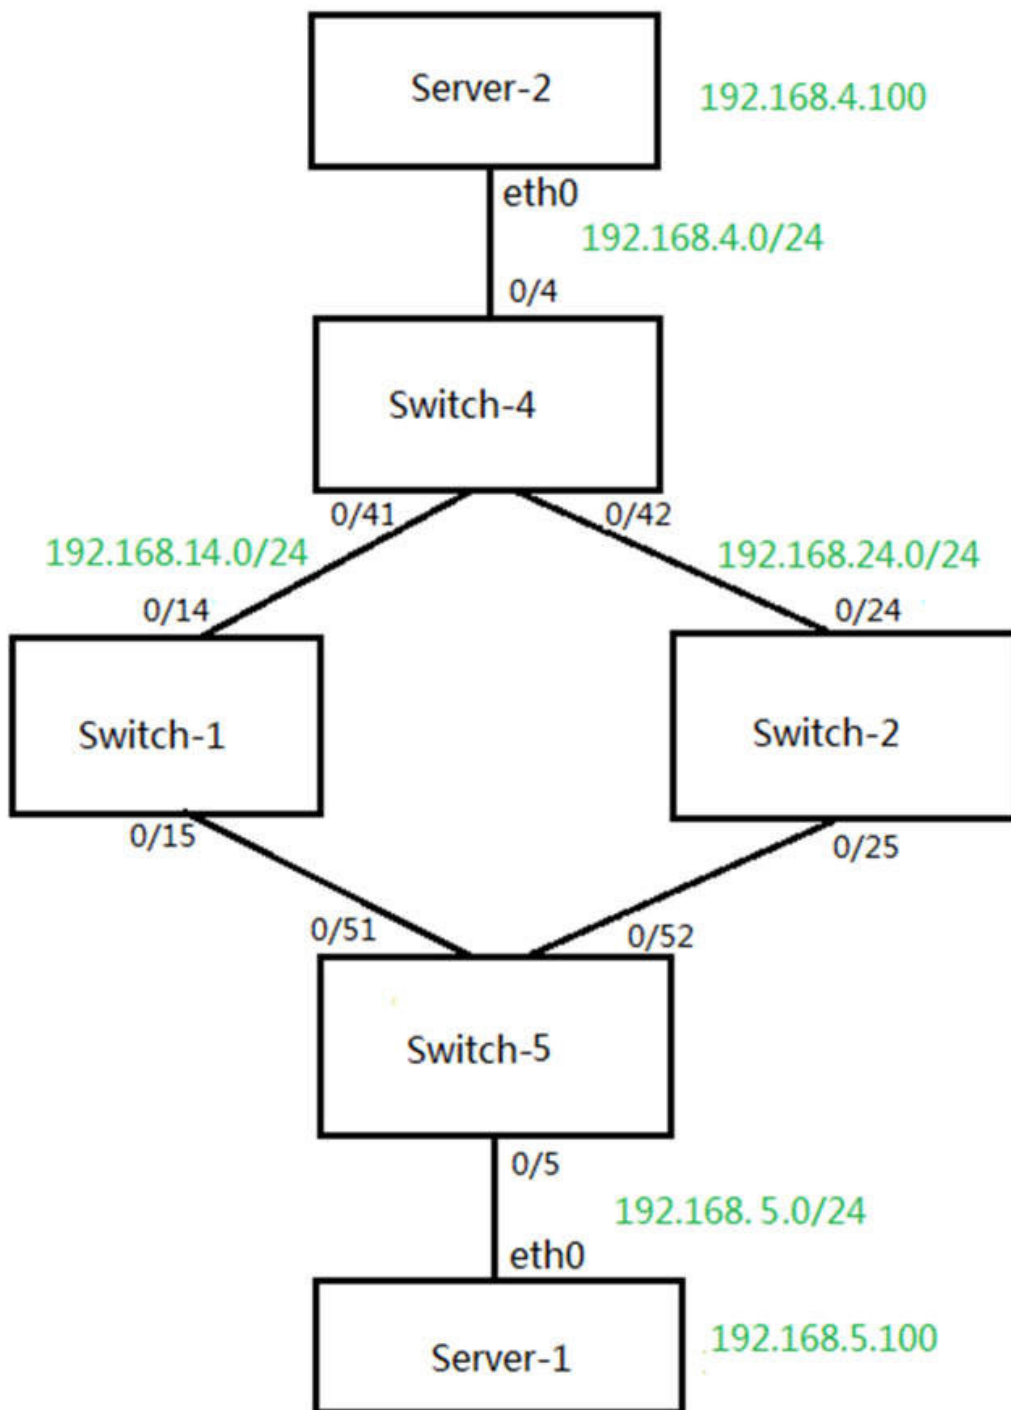 Server-2
192.168.4.100
eth0
192.168.4.0/24
0/4
Switch-4
0/41
0/42
192.168.14.0/24
192.168.24.0/24
0/14
0/24
Switch-1
Switch-2
0/15
0/25
0/51
0/52
Switch-5
0/5
192.168. 5.0/24
eth0
192.168.5.100
Server-1